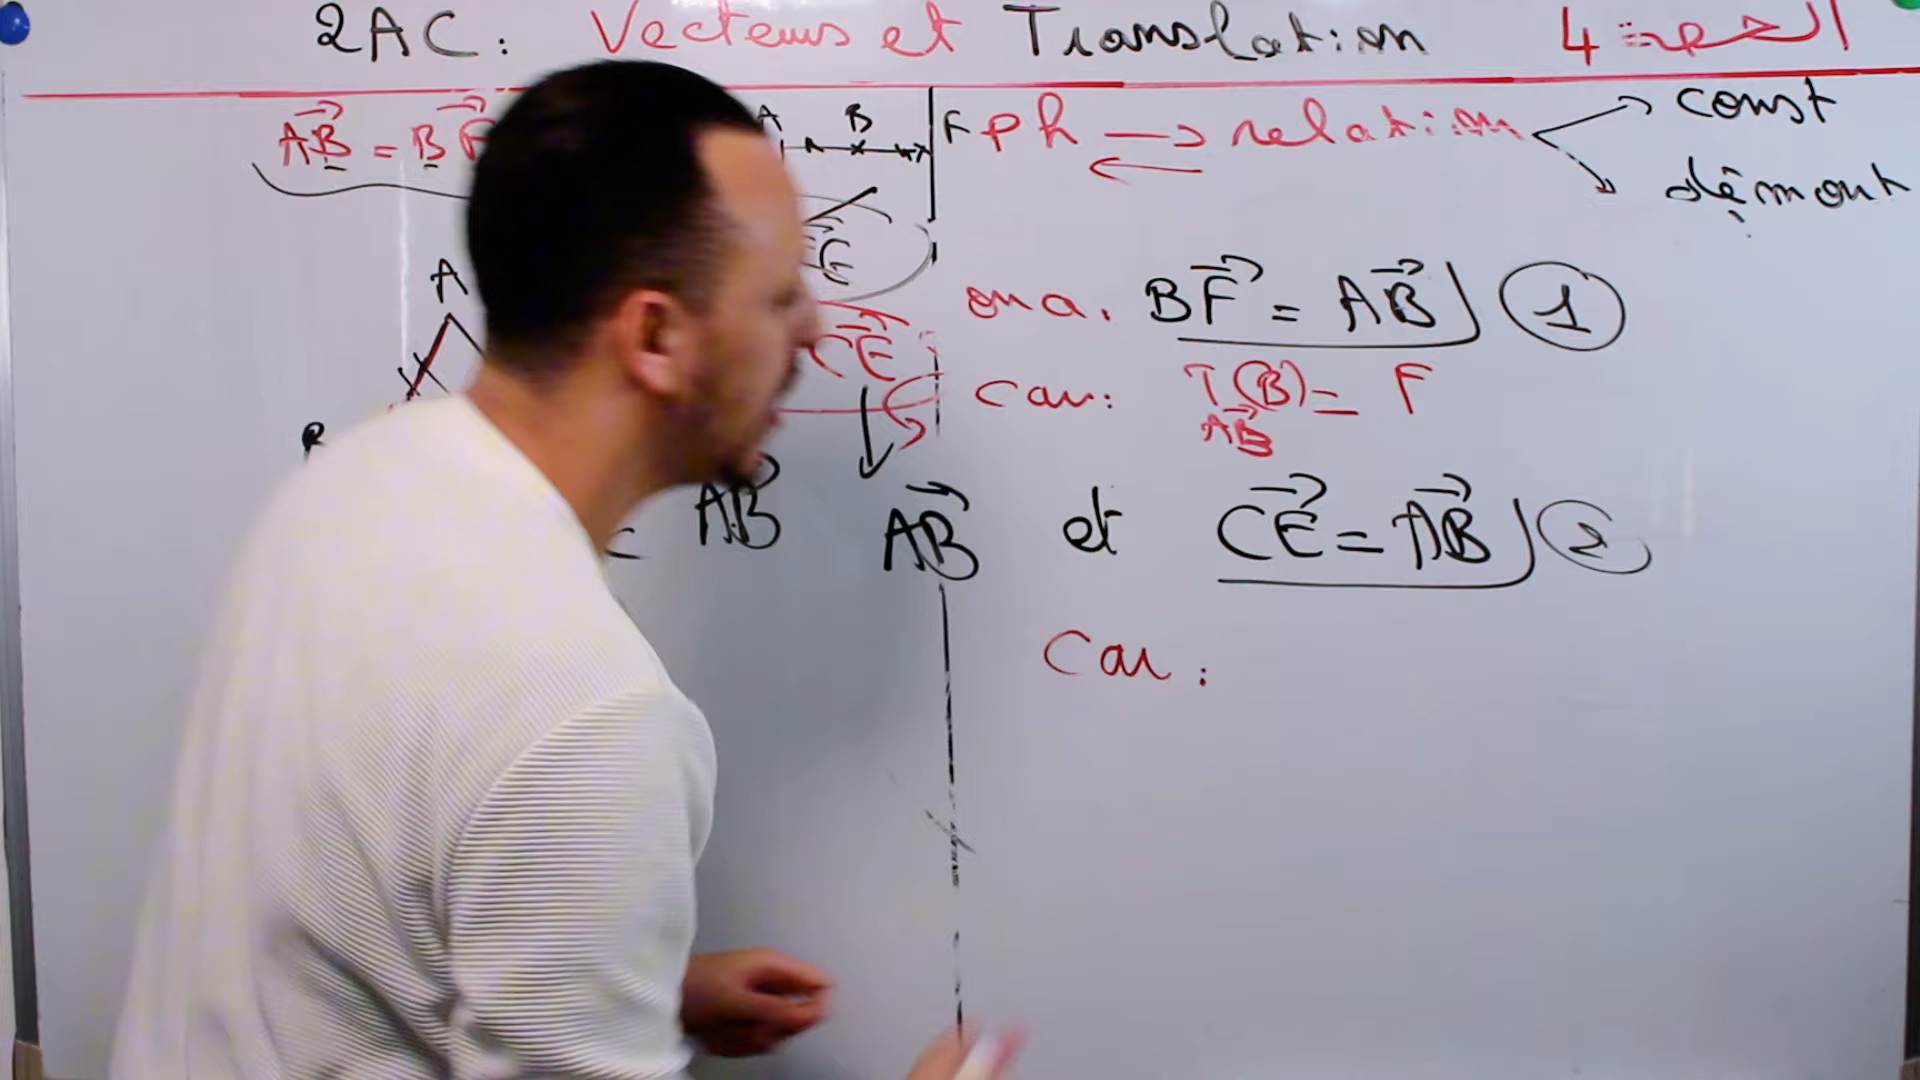 2AC: Vecteurs et Translation الحصة 4
AB = BF
A B F
A
B
G
CE
AB AB
ph → relation
const
démont
on a. BF = AB 1
Car: T(B) = F
AB
et CE = AB 2
Car: